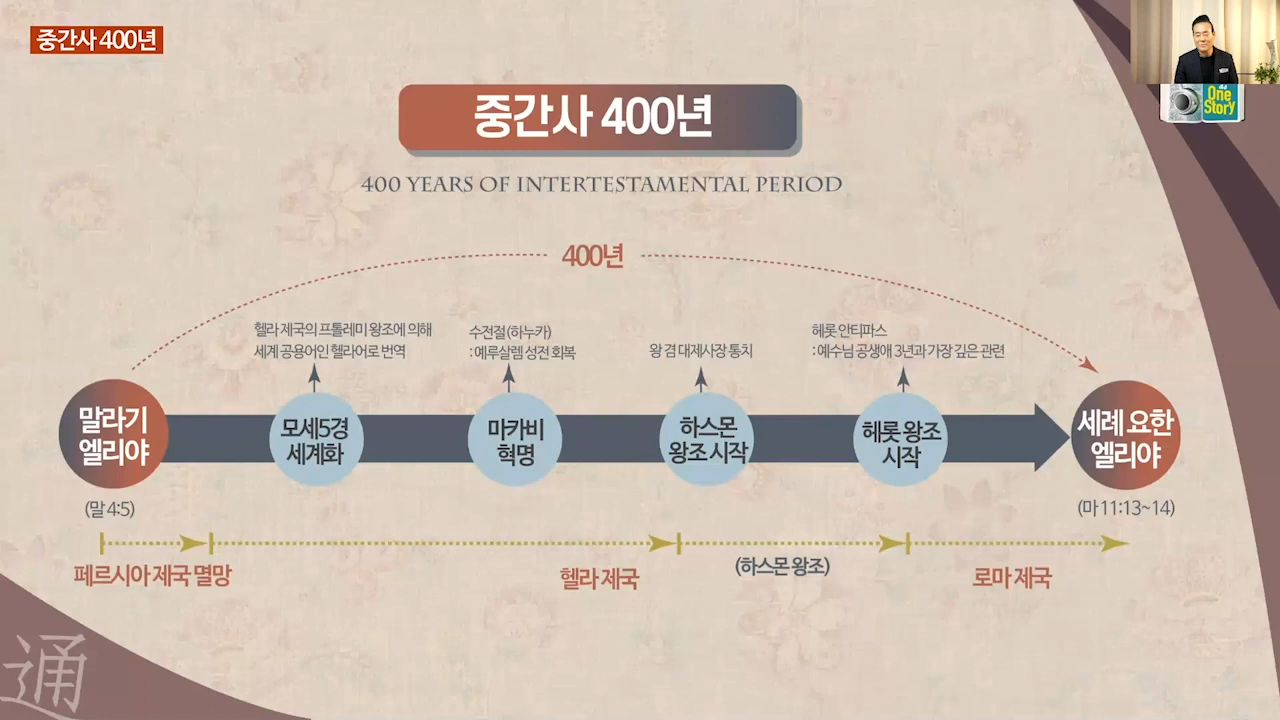 중간사 400년
One
Story
중간사 400년
400 YEARS OF INTERTESTAMENTAL PERIOD
400년
헬라 제국의 프톨레미 왕조에 의해
세계 공용어인 헬라어로 번역
수전절(하누카)
: 예루살렘 성전 회복
왕 겸 대제사장 통치
헤롯 안티파스
: 예수님 공생애 3년과 가장 깊은 관련
말라기
엘리야
모세5경
세계화
마카비
혁명
하스몬
왕조 시작
헤롯 왕조
시작
세례 요한
엘리야
(말 4:5)
(마 11:13~14)
페르시아 제국 멸망
헬라 제국
(하스몬 왕조)
로마 제국
通